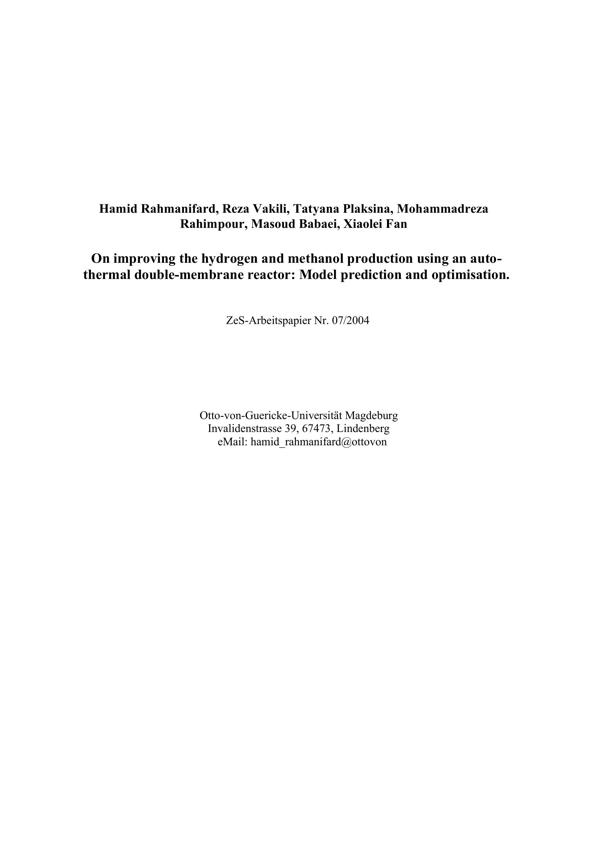 Hamid Rahmanifard, Reza Vakili, Tatyana Plaksina, Mohammadreza
Rahimpour, Masoud Babaei, Xiaolei Fan
On improving the hydrogen and methanol production using an auto-
thermal double-membrane reactor: Model prediction and optimisation.
ZeS-Arbeitspapier Nr. 07/2004
Otto-von-Guericke-Universität Magdeburg
Invalidenstrasse 39, 67473, Lindenberg
eMail: hamid_rahmanifard@ottovon